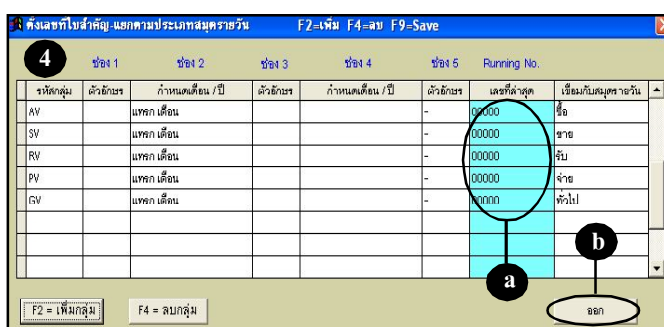 ตั้งเลขที่ใบสำคัญ-แยกตามประเภทสมุดรายวัน F2=เพิ่ม F4=ลบ F9=Save
4 ช่อง 1 ช่อง 2 ช่อง 3 ช่อง 4 ช่อง 5 Running No.
รหัสกลุ่ม ตัวอักษร กำหนดเดือน / ปี ตัวอักษร กำหนดเดือน / ปี ตัวอักษร เลขที่ล่าสุด เชื่อมกับสมุดรายวัน
AV แทรก เดือน - 00000 ซื้อ
SV แทรก เดือน - 00000 ขาย
RV แทรก เดือน - 00000 รับ
PV แทรก เดือน - 00000 จ่าย
GV แทรก เดือน - 00000 ทั่วไป
b
a
F2 = เพิ่มกลุ่ม F4 = ลบกลุ่ม ออก